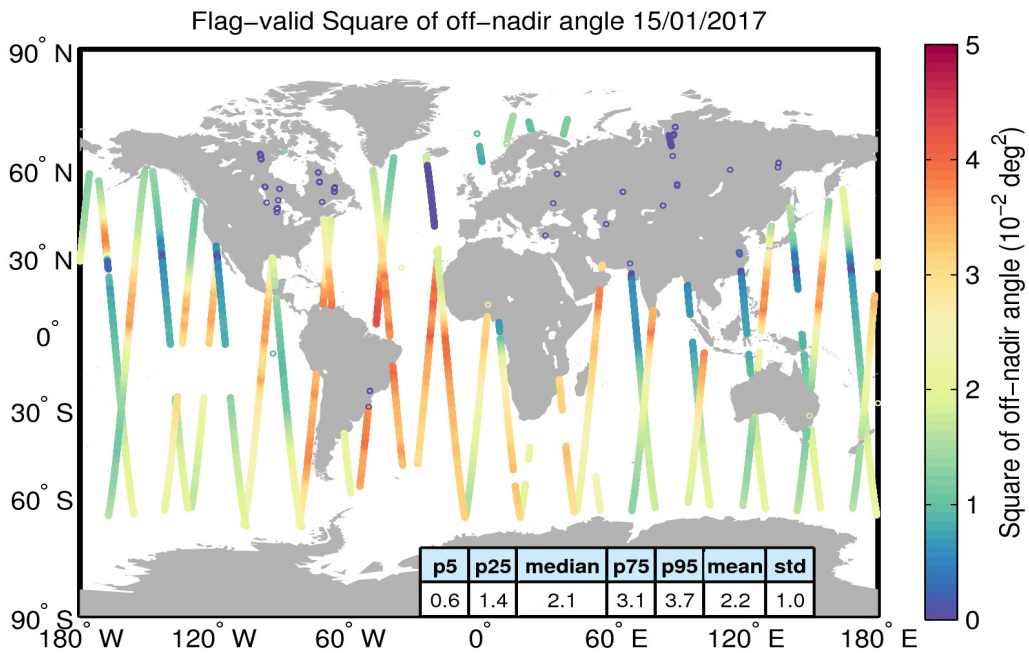 Flag−valid Square of off−nadir angle 15/01/2017
90° N
60° N
30° N
0°
30° S
60° S
90° S
180° W
120° W
60° W
0°
60° E
120° E
180° E
p5 p25 median p75 p95 mean std
0.6 1.4 2.1 3.1 3.7 2.2 1.0
5
4
3
2
1
0
Square of off−nadir angle (10⁻² deg²)